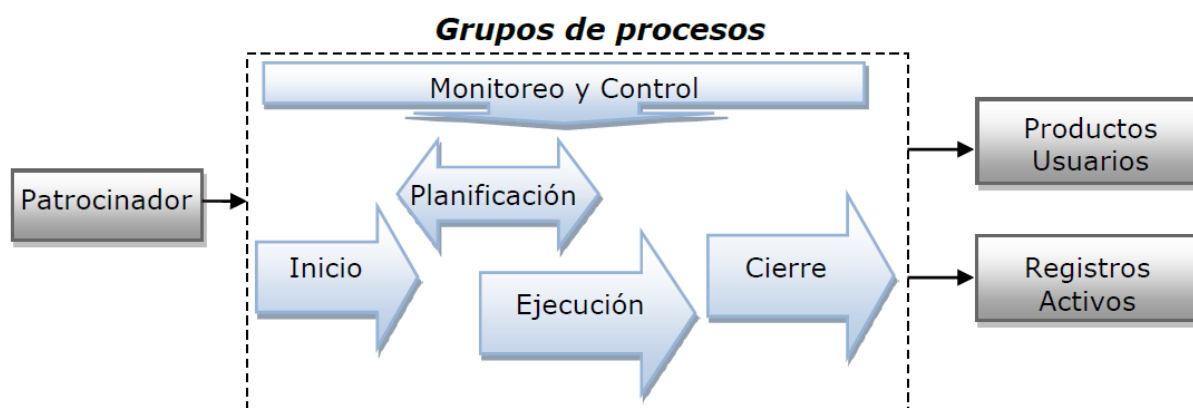 Grupos de procesos
Monitoreo y Control
Patrocinador
Planificación
Inicio
Ejecución
Cierre
Productos
Usuarios
Registros
Activos